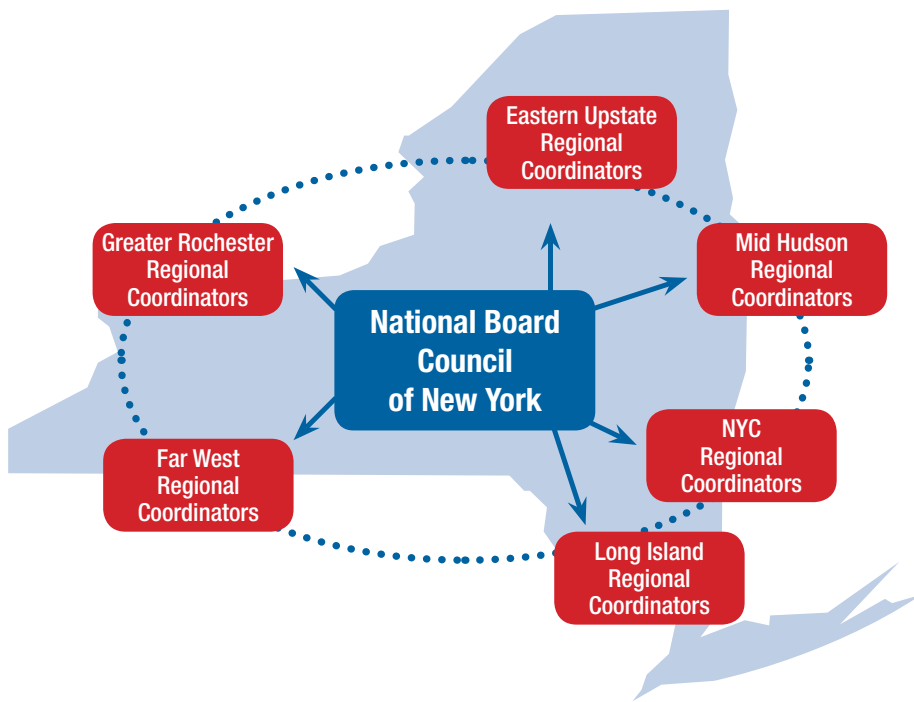 Eastern Upstate
Regional
Coordinators
Greater Rochester
Regional
Coordinators
Mid Hudson
Regional
Coordinators
National Board
Council
of New York
NYC
Regional
Coordinators
Far West
Regional
Coordinators
Long Island
Regional
Coordinators